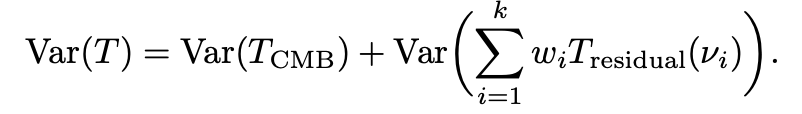 Var(T) = Var(T_CMB) + Var(∑_{i=1}^{k} w_i T_residual(ν_i)).